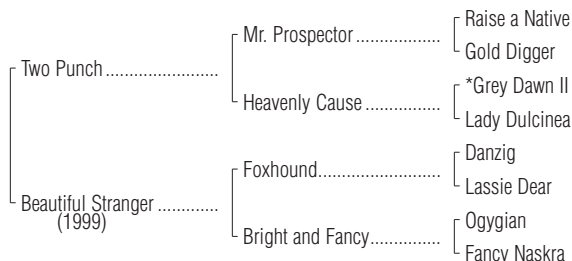 Raise a Native
Mr. Prospector ..................
Gold Digger
Two Punch ........................
*Grey Dawn II
Heavenly Cause ................
Lady Dulcinea
Danzig
Foxhound..........................
Lassie Dear
Beautiful Stranger .............
(1999)
Ogygian
Bright and Fancy...............
Fancy Naskra